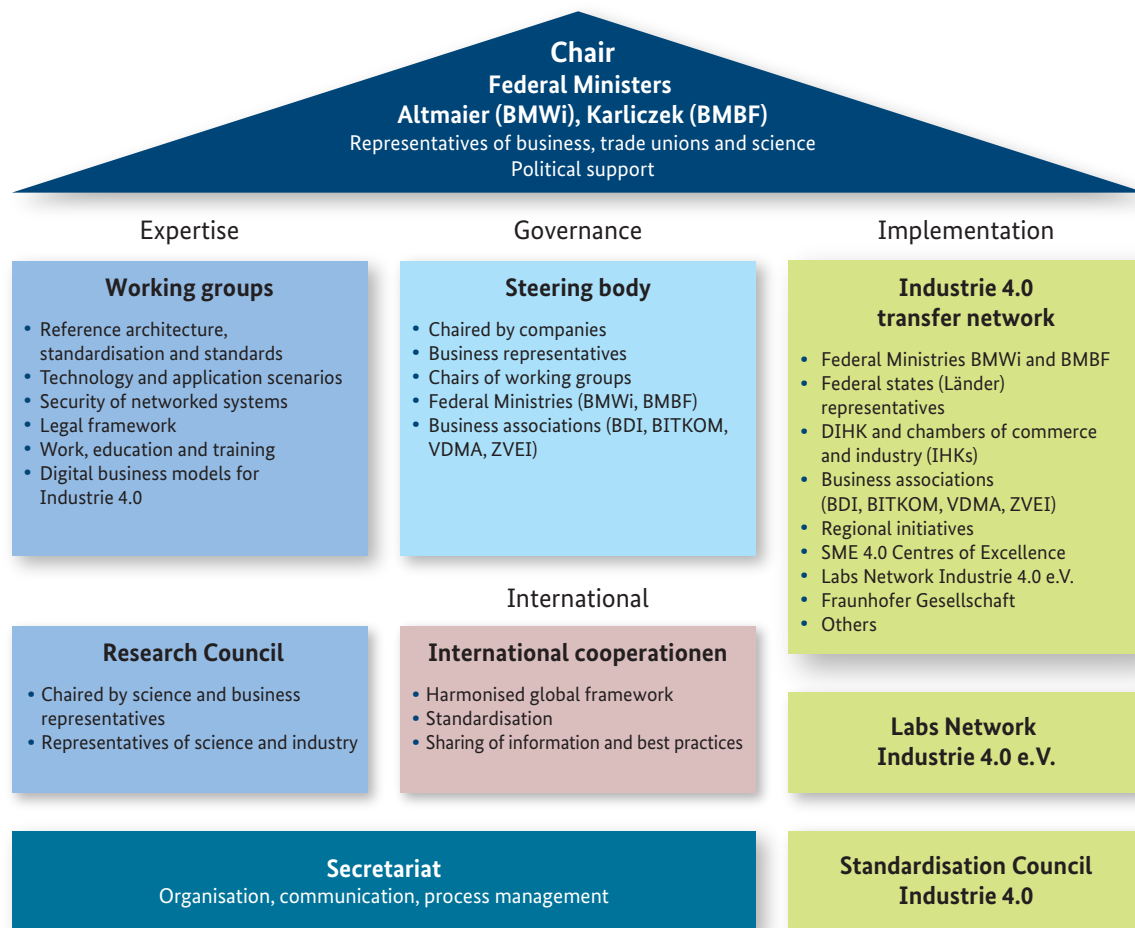 Chair
Federal Ministers
Altmaier (BMWi), Karliczek (BMBF)
Representatives of business, trade unions and science
Political support
Expertise
Working groups
• Reference architecture,
standardisation and standards
• Technology and application scenarios
• Security of networked systems
• Legal framework
• Work, education and training
• Digital business models for
Industrie 4.0
Research Council
• Chaired by science and business
representatives
• Representatives of science and industry
Governance
Steering body
• Chaired by companies
• Business representatives
• Chairs of working groups
• Federal Ministries (BMWi, BMBF)
• Business associations (BDI, BITKOM,
VDMA, ZVEI)
International
International cooperationen
• Harmonised global framework
• Standardisation
• Sharing of information and best practices
Implementation
Industrie 4.0
transfer network
• Federal Ministries BMWi and BMBF
• Federal states (Länder)
representatives
• DIHK and chambers of commerce
and industry (IHKs)
• Business associations
(BDI, BITKOM, VDMA, ZVEI)
• Regional initiatives
• SME 4.0 Centres of Excellence
• Labs Network Industrie 4.0 e.V.
• Fraunhofer Gesellschaft
• Others
Labs Network
Industrie 4.0 e.V.
Secretariat
Organisation, communication, process management
Standardisation Council
Industrie 4.0